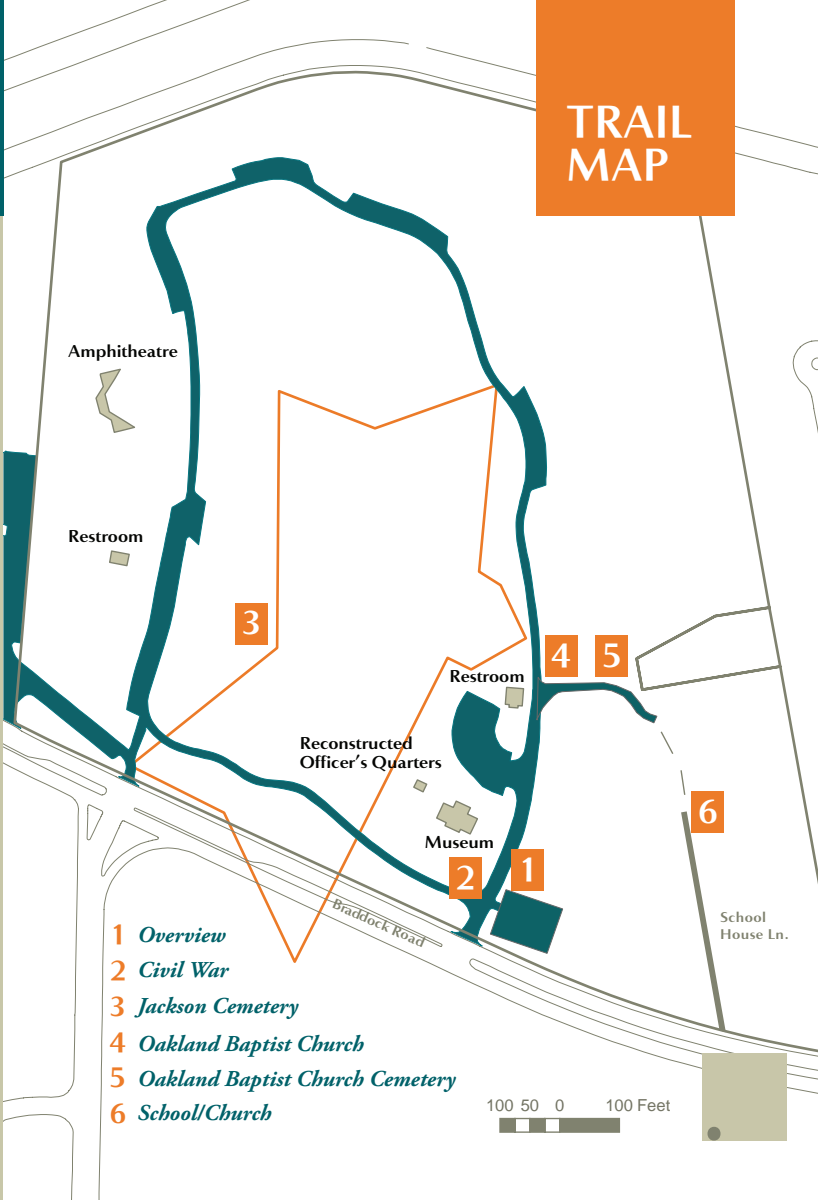 TRAIL
MAP
Amphitheatre
Restroom
3
4 5
Restroom
Reconstructed
Officer's Quarters
6
Museum
2
1
School
House Ln.
Braddock Road
1 Overview
2 Civil War
3 Jackson Cemetery
4 Oakland Baptist Church
5 Oakland Baptist Church Cemetery
6 School/Church
100 50 0 100 Feet